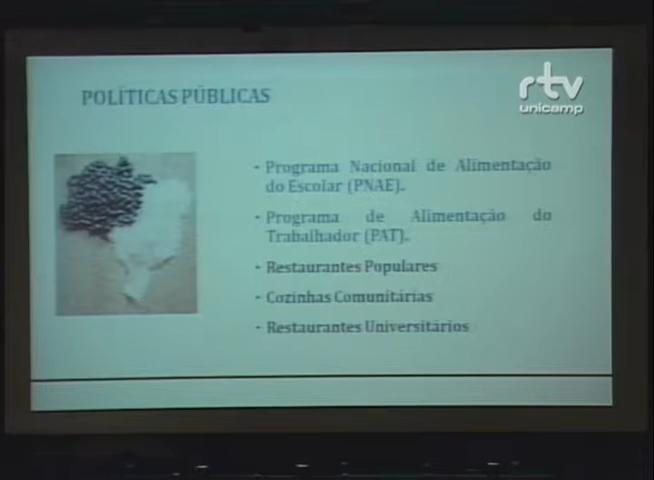 rtv
unicamp
POLÍTICAS PÚBLICAS
- Programa Nacional de Alimentação
do Escolar (PNAE).
- Programa de Alimentação do
Trabalhador (PAT).
- Restaurantes Populares
- Cozinhas Comunitárias
- Restaurantes Universitários